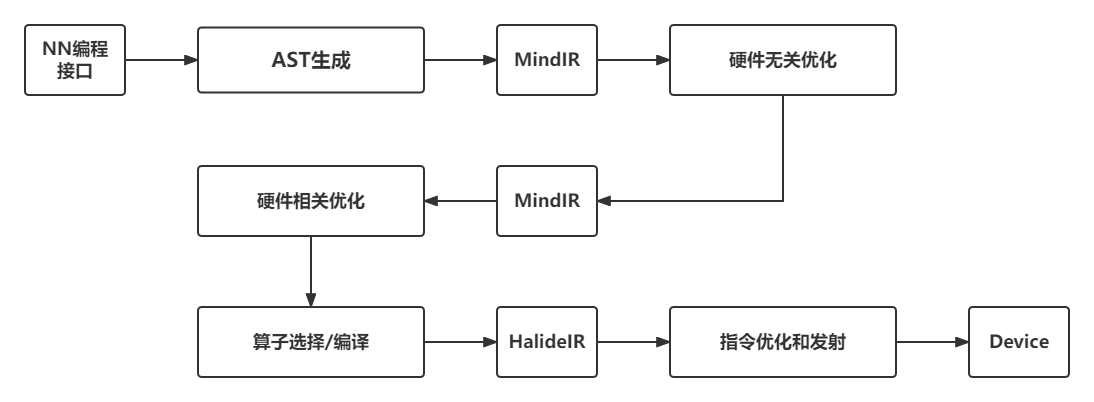 NN编程
接口
AST生成
MindIR
硬件无关优化
硬件相关优化
MindIR
算子选择/编译
HalideIR
指令优化和发射
Device